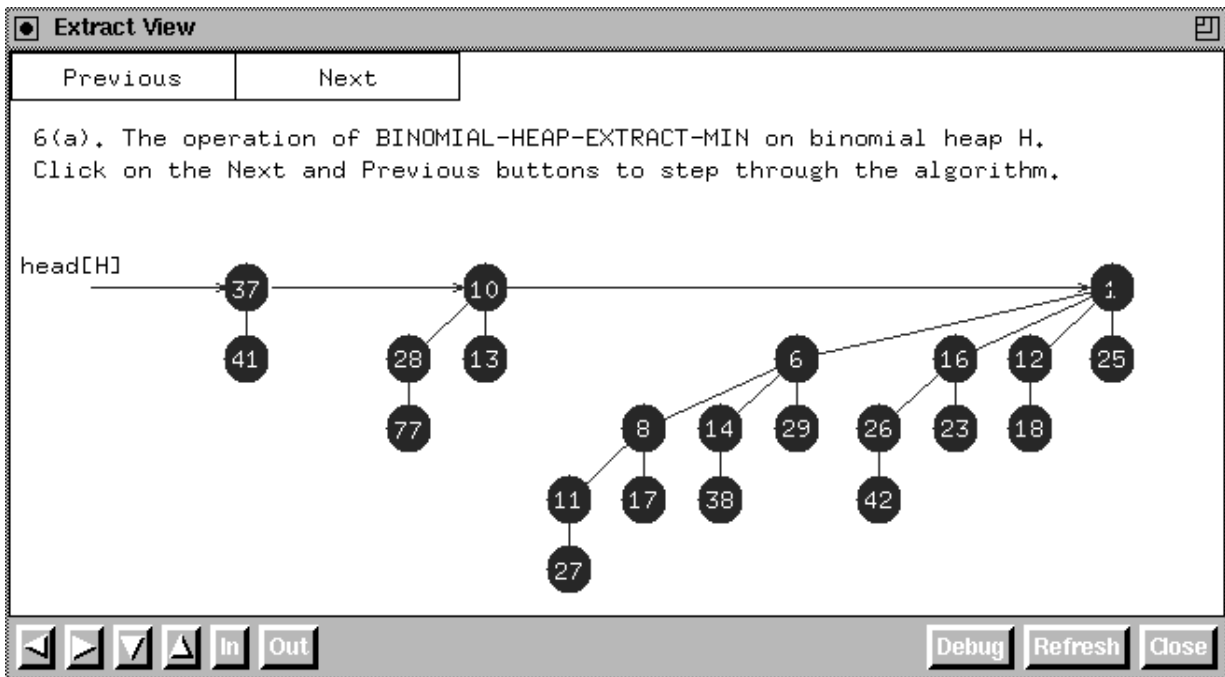 Extract View
Previous Next
6(a). The operation of BINOMIAL-HEAP-EXTRACT-MIN on binomial heap H.
Click on the Next and Previous buttons to step through the algorithm.
head[H]
37 10 1
41 28 13 6 16 12 25
77 8 14 29 26 23 18
11 17 38 42
27
In Out Debug Refresh Close